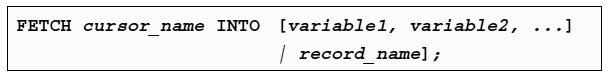 FETCH cursor_name INTO [variable1, variable2, ...]
| record_name];